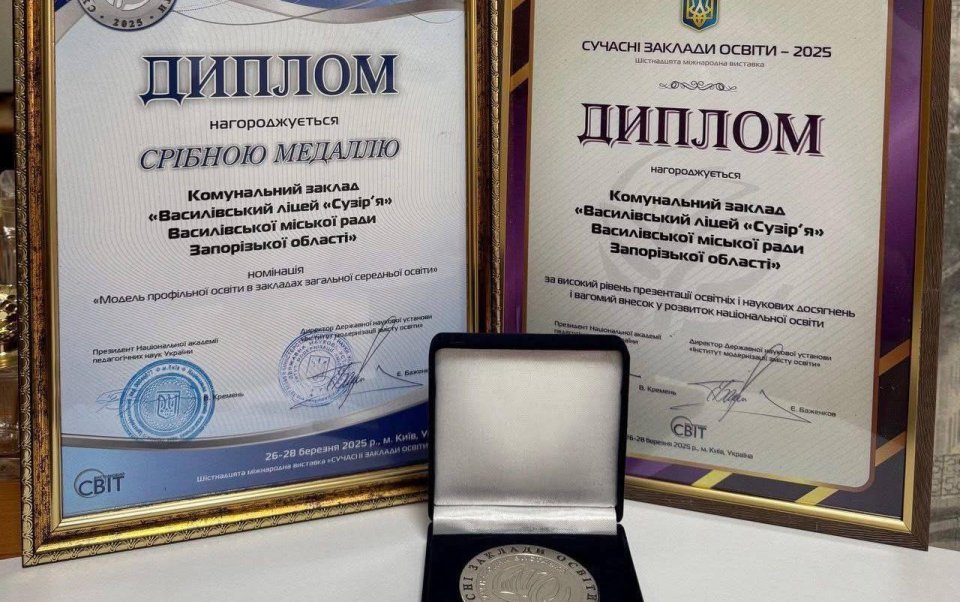 2025
ДИПЛОМ
нагороджується
СРІБНОЮ МЕДАЛЛЮ
Комунальний заклад
«Василівський ліцей «Сузір’я»
Василівської міської ради
Запорізької області»
номінація
«Модель профільної освіти в закладах загальної середньої освіти»
Президент Національної академії
педагогічних наук України
В. Кремень
Директор Державної наукової установи
«Інститут модернізації змісту освіти»
Є. Баженков
26-28 березня 2025 р., м. Київ,
Шістнадцята міжнародна виставка «СУЧАСНІ ЗАКЛАДИ ОСВІТИ
СВІТ
СУЧАСНІ ЗАКЛАДИ ОСВІТИ – 2025
Шістнадцята міжнародна виставка
ДИПЛОМ
нагороджується
Комунальний заклад
«Василівський ліцей «Сузір’я»
Василівської міської ради
Запорізької області»
за високий рівень презентації освітніх і наукових досягнень
і вагомий внесок у розвиток національної освіти
Президент Національної академії
В. Кремень
Директор Державної наукової установи
«Інститут модернізації змісту освіти»
Є. Баженков
СВІТ
26-28 березня 2025 р., м. Київ, Україна
ЗАКЛАДИ ОСВІТИ